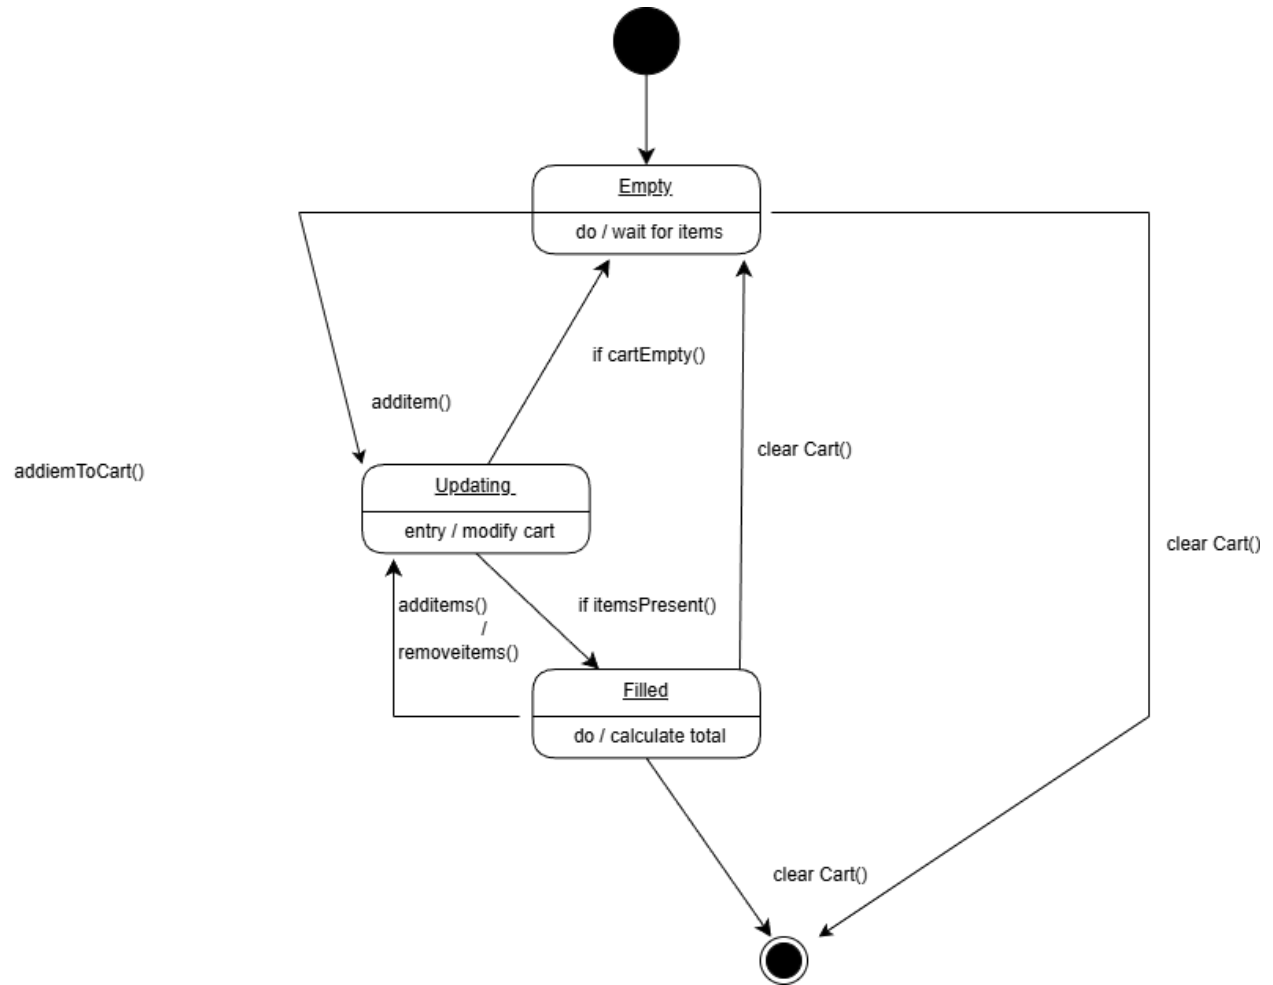 Empty
do / wait for items
if cartEmpty()
additem()
clear Cart()
addiemToCart()
Updating
entry / modify cart
clear Cart()
additems()
/
removeitems()
if itemsPresent()
Filled
do / calculate total
clear Cart()